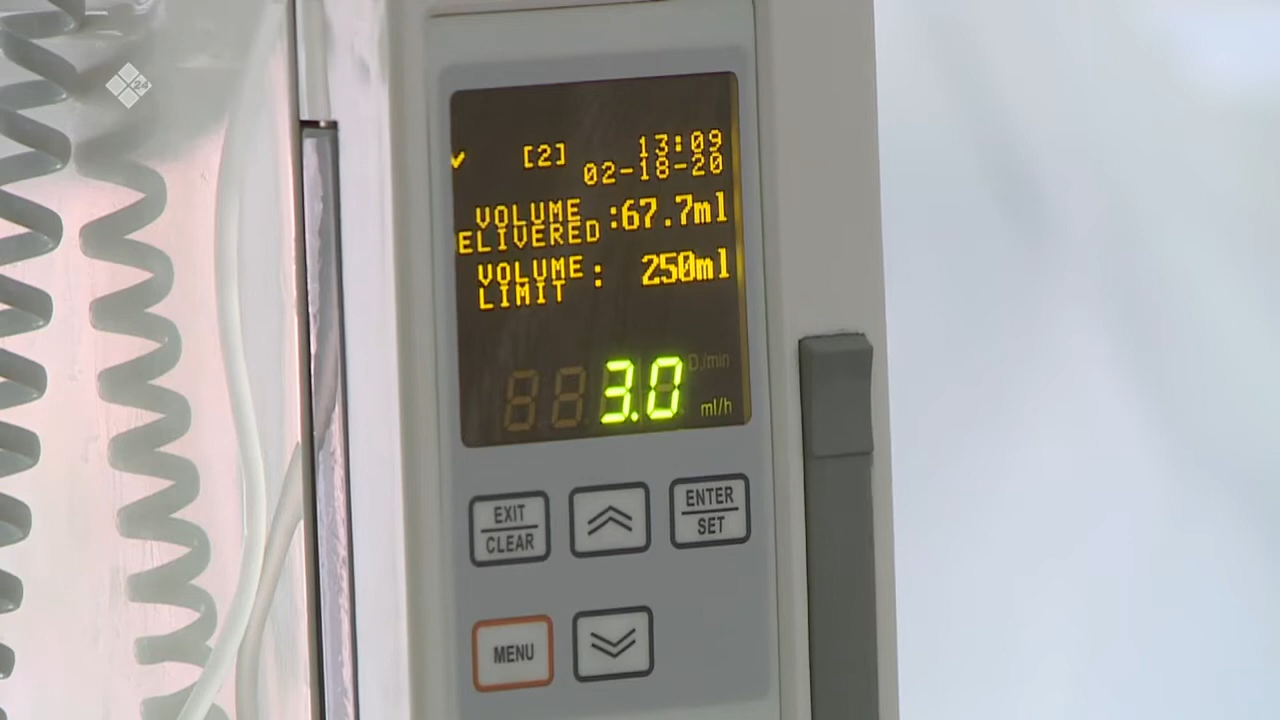 24
[2] 13:09
02-18-20
VOLUME
ELIVERED :67.7ml
VOLUME
LIMIT : 250ml
D./min
3.0
ml/h
EXIT
CLEAR
ENTER
SET
MENU